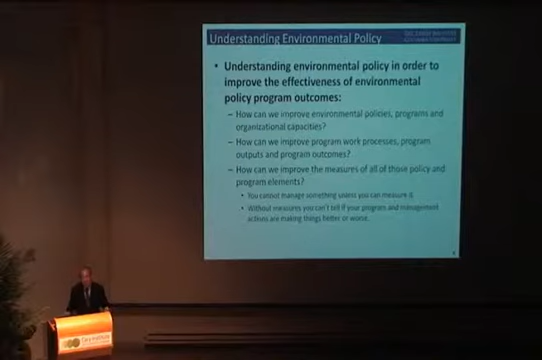 Understanding Environmental Policy
Cary Institute
• Understanding environmental policy in order to
improve the effectiveness of environmental
policy program outcomes:
– How can we improve environmental policies, programs and
organizational capacities?
– How can we improve program work processes, program
outputs and program outcomes?
– How can we improve the measures of all of those policy and
program elements?
• You cannot manage something unless you can measure it.
• Without measures you can't tell if your program and management
actions are making things better or worse.
Cary Institute